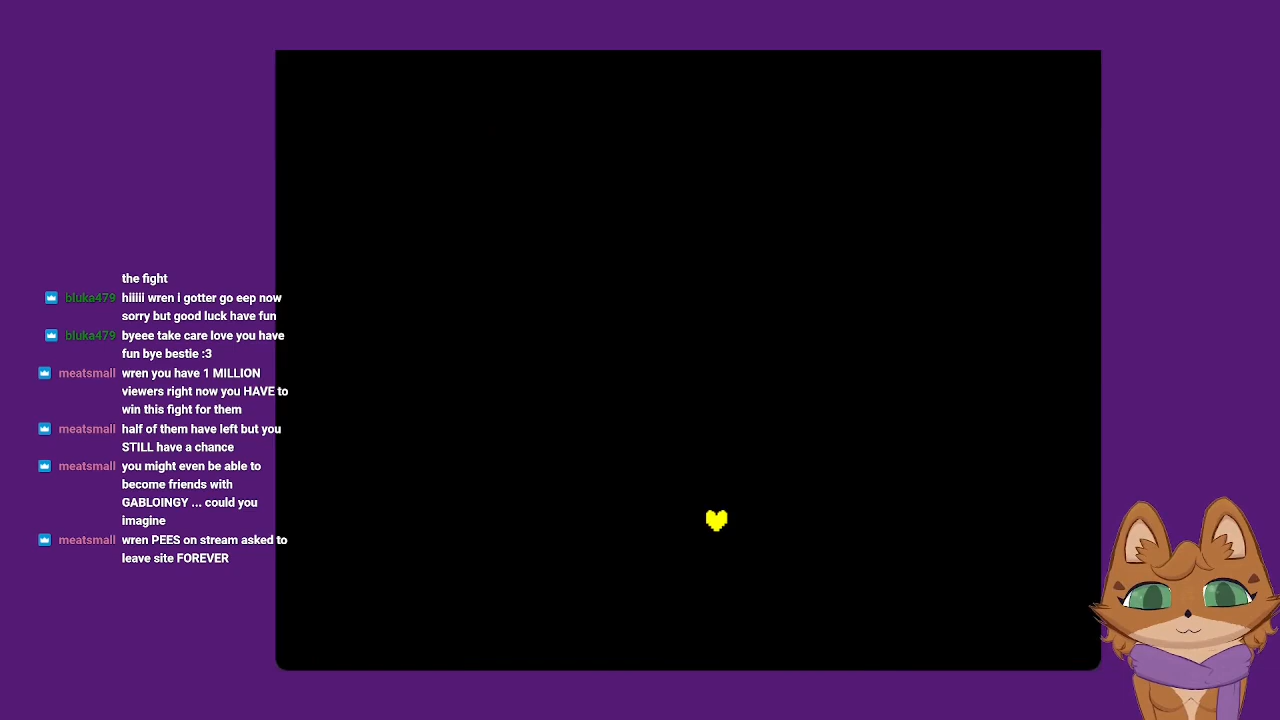 the fight
bluka479 hiiiii wren i gotter go eep now
sorry but good luck have fun
bluka479 byeee take care love you have
fun bye bestie :3
meatsmall wren you have 1 MILLION
viewers right now you HAVE to
win this fight for them
meatsmall half of them have left but you
STILL have a chance
meatsmall you might even be able to
become friends with
GABLOINGY ... could you
imagine
meatsmall wren PEES on stream asked to
leave site FOREVER